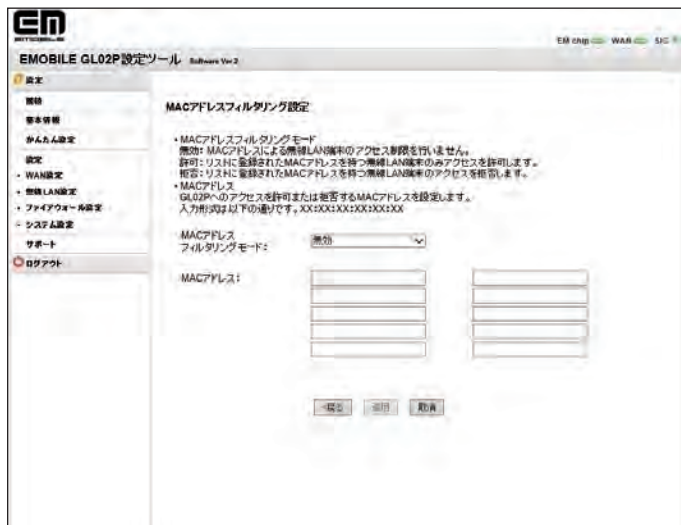 EM
EM chip WAN SIG
EMOBILE GL02P設定ツール Software Ver.2
設定
接続
基本情報
かんたん設定
設定
• WAN設定
• 無線LAN設定
• ファイアウォール設定
• システム設定
サポート
ログアウト
MACアドレスフィルタリング設定
・MACアドレスフィルタリングモード
無効: MACアドレスによる無線LAN端末のアクセス制限を行いません。
許可: リストに登録されたMACアドレスを持つ無線LAN端末のみアクセスを許可します。
拒否: リストに登録されたMACアドレスを持つ無線LAN端末のアクセスを拒否します。
・MACアドレス
GL02Pへのアクセスを許可または拒否するMACアドレスを設定します。
入力形式は以下の通りです。XX:XX:XX:XX:XX:XX
MACアドレス
フィルタリングモード: 無効
MACアドレス:
<戻る 適用 取消